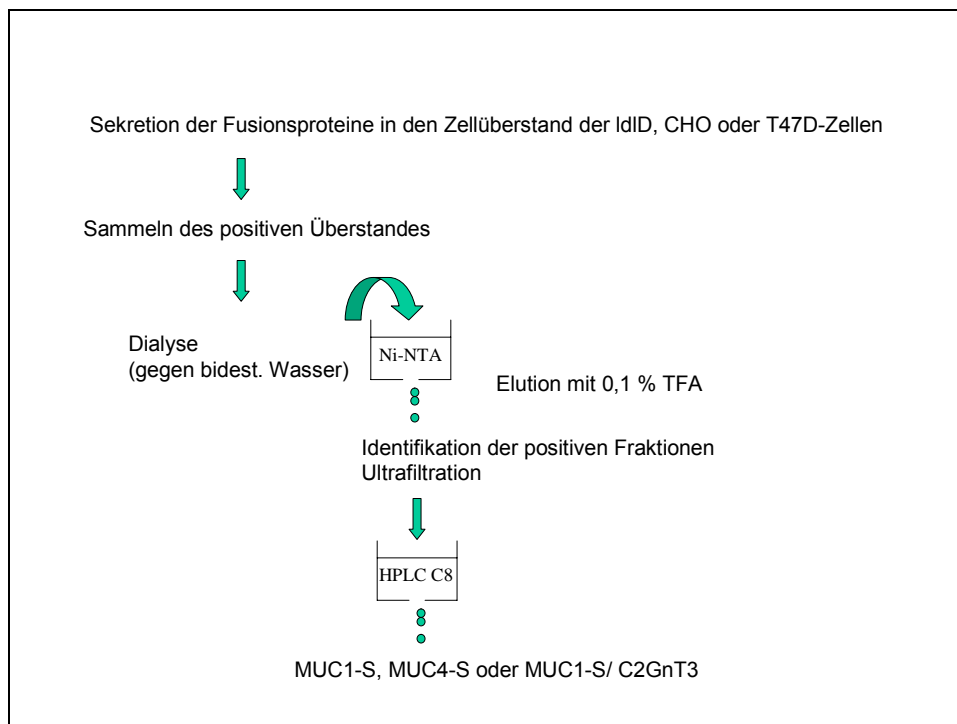 Sekretion der Fusionsproteine in den Zellüberstand der ldlD, CHO oder T47D-Zellen
Sammeln des positiven Überstandes
Dialyse
(gegen bidest. Wasser)
Ni-NTA
Elution mit 0,1 % TFA
Identifikation der positiven Fraktionen
Ultrafiltration
HPLC C8
MUC1-S, MUC4-S oder MUC1-S/ C2GnT3